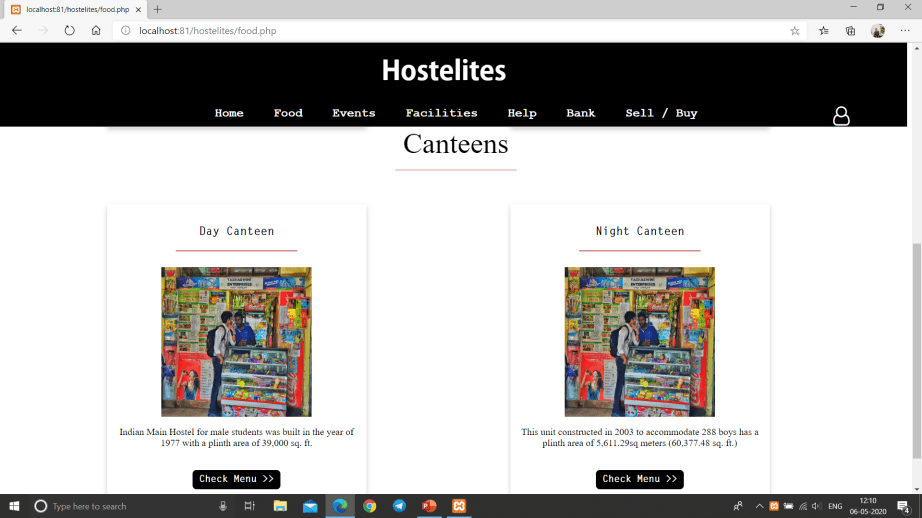 localhost:81/hostelites/food.php
localhost:81/hostelites/food.php
Hostelites
Home Food Events Facilities Help Bank Sell / Buy
Canteens
Day Canteen
Night Canteen
ENTERPRISES
ENTERPRISES
Indian Main Hostel for male students was built in the year of
1977 with a plinth area of 39,000 sq. ft.
This unit constructed in 2003 to accommodate 288 boys has a
plinth area of 5,611.29sq meters (60,377.48 sq. ft.)
Check Menu >>
Check Menu >>
Type here to search
ENG
12:10
06-05-2020
4